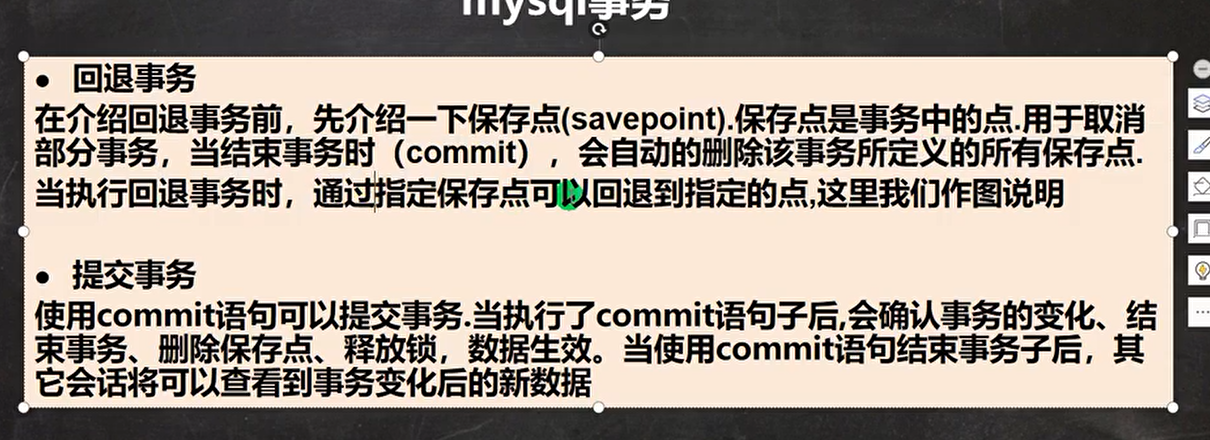 mysql事务
● 回退事务
在介绍回退事务前，先介绍一下保存点(savepoint).保存点是事务中的点.用于取消
部分事务，当结束事务时（commit），会自动的删除该事务所定义的所有保存点.
当执行回退事务时，通过指定保存点可以回退到指定的点,这里我们作图说明
● 提交事务
使用commit语句可以提交事务.当执行了commit语句子后,会确认事务的变化、结
束事务、删除保存点、释放锁，数据生效。当使用commit语句结束事务子后，其
它会话将可以查看到事务变化后的新数据